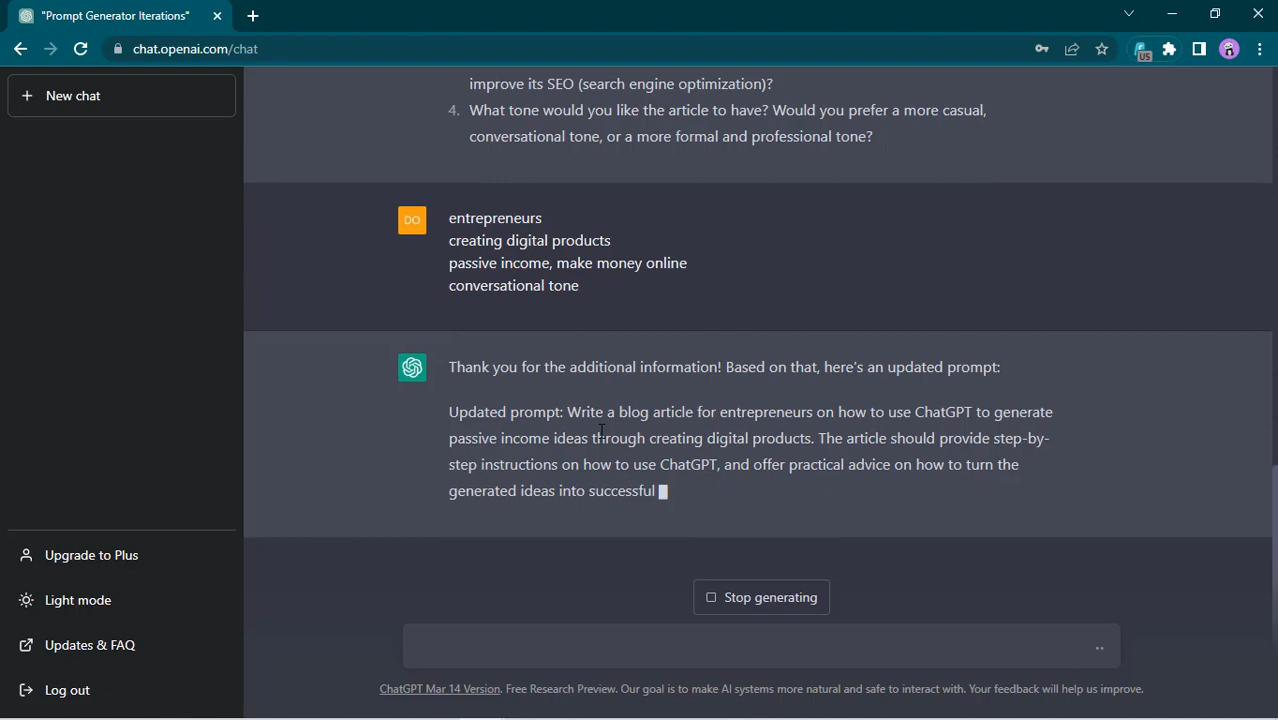 "Prompt Generator Iterations"
chat.openai.com/chat
US
New chat
improve its SEO (search engine optimization)?
4. What tone would you like the article to have? Would you prefer a more casual,
conversational tone, or a more formal and professional tone?
DO
entrepreneurs
creating digital products
passive income, make money online
conversational tone
Thank you for the additional information! Based on that, here's an updated prompt:
Updated prompt: Write a blog article for entrepreneurs on how to use ChatGPT to generate
passive income ideas through creating digital products. The article should provide step-by-
step instructions on how to use ChatGPT, and offer practical advice on how to turn the
generated ideas into successful
Stop generating
Upgrade to Plus
Light mode
Updates & FAQ
Log out
ChatGPT Mar 14 Version. Free Research Preview. Our goal is to make AI systems more natural and safe to interact with. Your feedback will help us improve.